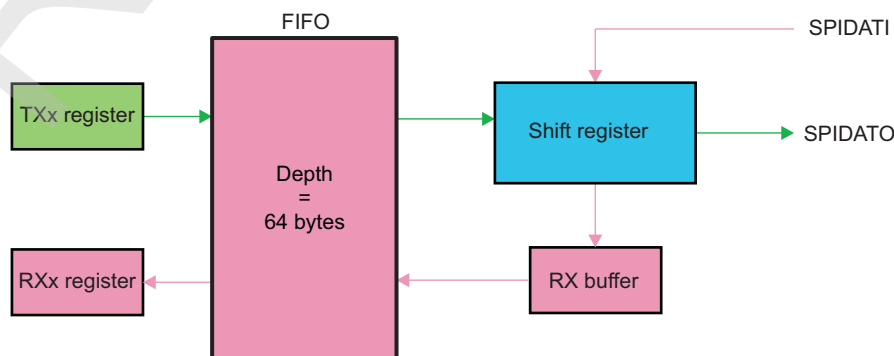 FIFO
SPIDATI
TXx register
Shift register
SPIDATO
Depth
=
64 bytes
RXx register
RX buffer